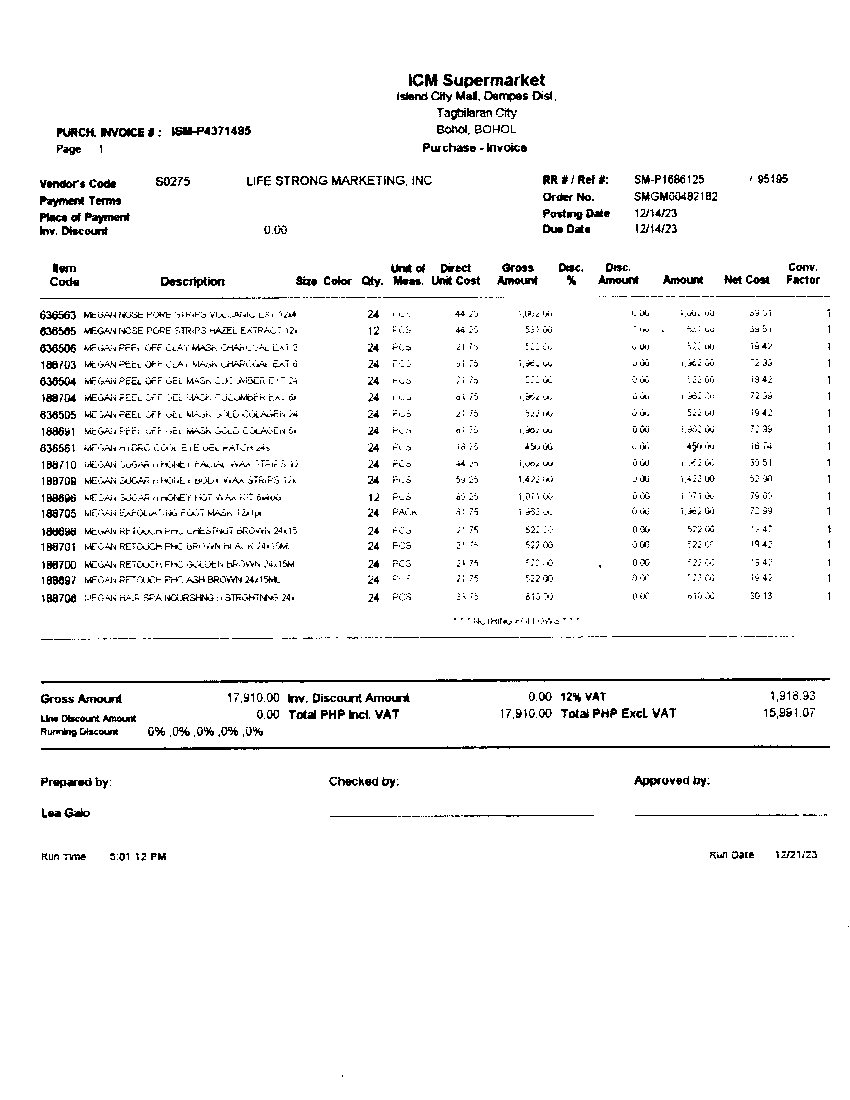 ICM Supermarket
Island City Mall, Dampas Dist.,
Tagbilaran City
PURCH. INVOICE # : ISM-P4371485 Bohol, BOHOL
Page 1 Purchase - Invoice
Vendor's Code S0275 LIFE STRONG MARKETING, INC RR # / Ref #: SM-P1686125 / 95195
Payment Terms Order No. SMGM00482182
Place of Payment Posting Date 12/14/23
Inv. Discount 0.00 Due Date 12/14/23
Item Unit of Direct Gross Disc. Disc. Conv.
Code Description Size Color Qty. Meas. Unit Cost Amount % Amount Amount Net Cost Factor
636563 MEGAN NOSE PORE STRIPS EXT 24 PCS 44.25 1,062.00 0.00 1,062.00 39.51 1
636565 MEGAN NOSE PORE STRIPS HAZEL EXTRACT 12 PCS 44.25 531.00 531.00 39.51 1
636506 MEGAN PEEL OFF CLAY MASK CHARCOAL EXT 24 PCS 21.75 522.00 0.00 522.00 19.42 1
188703 MEGAN PEEL OFF CLAY MASK CHARCOAL EXT 24 PCS 81.75 1,962.00 0.00 1,962.00 72.99 1
636504 MEGAN PEEL OFF GEL MASK CUCUMBER EXT 24 PCS 21.75 522.00 0.00 522.00 19.42 1
188704 MEGAN PEEL OFF GEL MASK CUCUMBER EXT 24 PCS 81.75 1,962.00 0.00 1,962.00 72.99 1
636505 MEGAN PEEL OFF GEL MASK GOLD COLAGEN 24 24 PCS 21.75 522.00 0.00 522.00 19.42 1
188691 MEGAN PEEL OFF GEL MASK GOLD COLAGEN 24 PCS 81.75 1,962.00 0.00 1,962.00 72.99 1
636561 MEGAN HYDRO COOL EYE GEL PATCH 24s 24 PCS 18.75 450.00 0.00 450.00 16.74 1
188710 MEGAN SUGAR n HONEY FACIAL WAX STRIPS 12 24 PCS 44.25 1,062.00 0.00 1,062.00 39.51 1
188709 MEGAN SUGAR n HONEY BODY WAX STRIPS 12x 24 PCS 59.25 1,422.00 0.00 1,422.00 52.90 1
188696 MEGAN SUGAR n HONEY HOT WAX KIT 12 PCS 89.25 1,071.00 0.00 1,071.00 79.69 1
188705 MEGAN EXFOLIATING FOOT MASK 24 PACK 81.75 1,962.00 0.00 1,962.00 72.99 1
188698 MEGAN RETOUCH PHC CHESTNUT BROWN 24x15 24 PCS 21.75 522.00 0.00 522.00 19.42 1
188701 MEGAN RETOUCH PHC BROWN BLACK 24x15ML 24 PCS 21.75 522.00 0.00 522.00 19.42 1
188700 MEGAN RETOUCH PHC GOLDEN BROWN 24x15M 24 PCS 21.75 522.00 0.00 522.00 19.42 1
188697 MEGAN RETOUCH PHC ASH BROWN 24x15ML 24 PCS 21.75 522.00 0.00 522.00 19.42 1
188706 MEGAN HAIR SPA NOURSHNG n STRGHTNNG 24x 24 PCS 33.75 810.00 0.00 810.00 30.13 1
* * * NOTHING FOLLOWS * * *
Gross Amount 17,910.00 Inv. Discount Amount 0.00 12% VAT 1,918.93
Line Discount Amount 0.00 Total PHP Incl. VAT 17,910.00 Total PHP Excl. VAT 15,991.07
Running Discount 0% ,0% ,0% ,0% ,0%
Prepared by: Checked by: Approved by:
Lea Galo
Run Time 5:01:12 PM Run Date 12/21/23